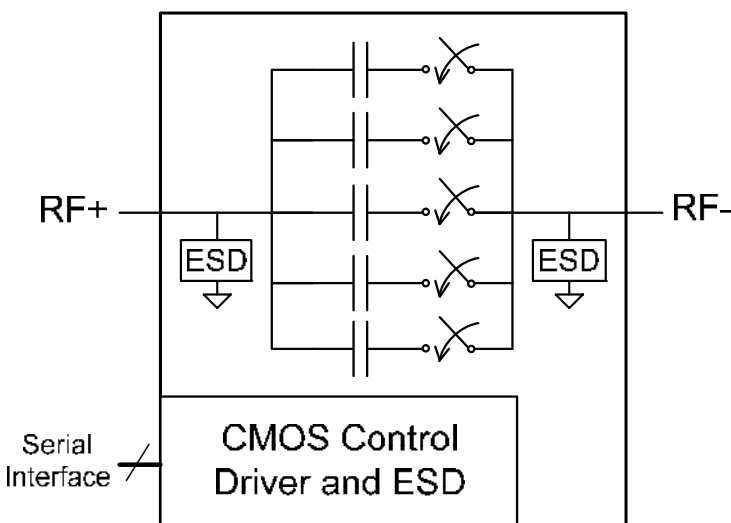 RF+
RF-
ESD
ESD
CMOS Control
Driver and ESD
Serial
Interface